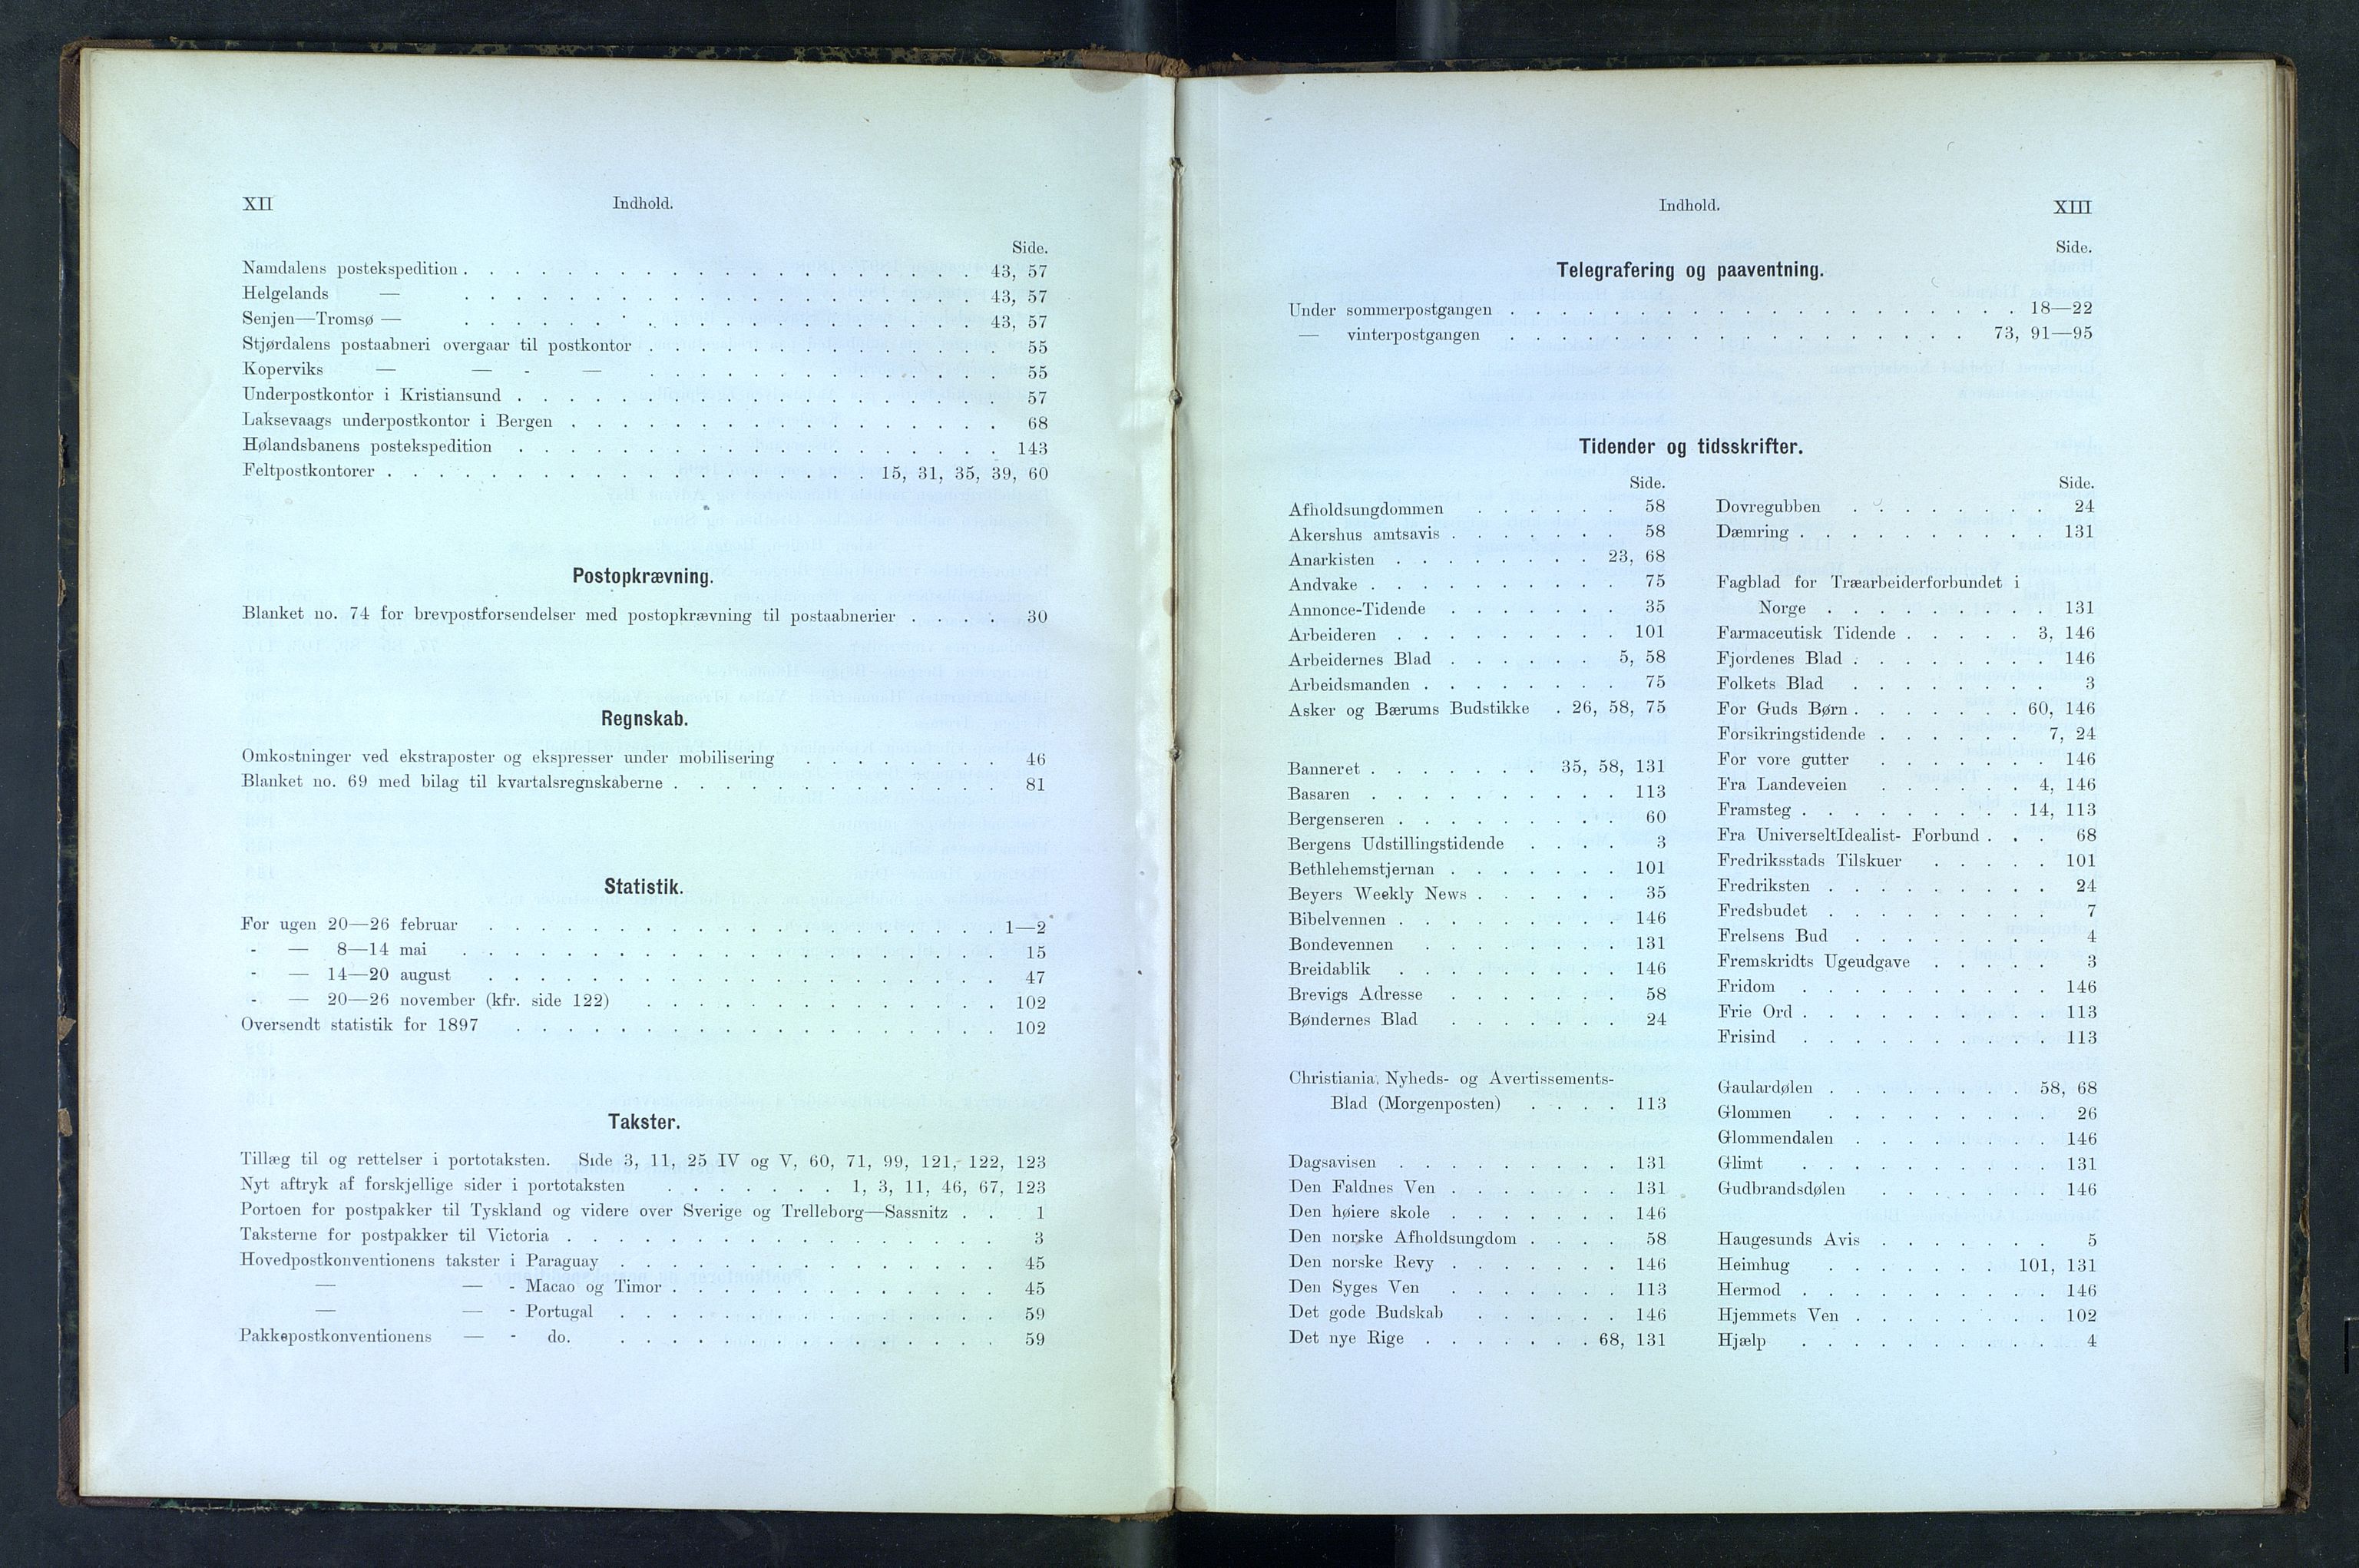 XII Indhold.
Side.
Namdalens postekspedition . . . . . . . . . . . . . . . . . . . . 43, 57
Helgelands — . . . . . . . . . . . . . . . . . . . . 43, 57
Senjen—Tromsø — . . . . . . . . . . . . . . . . . . . . 43, 57
Stjørdalens postaabneri overgaar til postkontor . . . . . . . . . . . . . . 55
Koperviks — — - — . . . . . . . . . . . . . . 55
Underpostkontor i Kristiansund . . . . . . . . . . . . . . . . . . . 57
Laksevaags underpostkontor i Bergen . . . . . . . . . . . . . . . . . 68
Hølandsbanens postekspedition . . . . . . . . . . . . . . . . . . . 143
Feltpostkontorer . . . . . . . . . . . . . . . . . . . 15, 31, 35, 39, 60
Postopkrævning.
Blanket no. 74 for brevpostforsendelser med postopkrævning til postaabnerier . . . . 30
Regnskab.
Omkostninger ved ekstraposter og ekspresser under mobilisering . . . . . . . . 46
Blanket no. 69 med bilag til kvartalsregnskaberne . . . . . . . . . . . . . 81
Statistik.
For ugen 20—26 februar . . . . . . . . . . . . . . . . . . . . 1—2
- — 8—14 mai . . . . . . . . . . . . . . . . . . . . . 15
- — 14—20 august . . . . . . . . . . . . . . . . . . . . 47
- — 20—26 november (kfr. side 122) . . . . . . . . . . . . . . 102
Oversendt statistik for 1897 . . . . . . . . . . . . . . . . . . . 102
Takster.
Tillæg til og rettelser i portotaksten. Side 3, 11, 25 IV og V, 60, 71, 99, 121, 122, 123
Nyt aftryk af forskjellige sider i portotaksten . . . . . . . 1, 3, 11, 46, 67, 123
Portoen for postpakker til Tyskland og videre over Sverige og Trelleborg—Sassnitz . . . 1
Taksterne for postpakker til Victoria . . . . . . . . . . . . . . . . . 3
Hovedpostkonventionens takster i Paraguay . . . . . . . . . . . . . . . 45
— — - Macao og Timor . . . . . . . . . . . . . 45
— — - Portugal . . . . . . . . . . . . . . . 59
Pakkepostkonventionens — - do. . . . . . . . . . . . . . . . 59
Indhold. XIII
Side.
Telegrafering og paaventning.
Under sommerpostgangen . . . . . . . . . . . . . . . . . . . . 18—22
— vinterpostgangen . . . . . . . . . . . . . . . . . . 73, 91—95
Tidender og tidsskrifter.
Side.
Afholdsungdommen . . . . . . 58
Akershus amtsavis . . . . . . . 58
Anarkisten . . . . . . . . 23, 68
Andvake . . . . . . . . . . 75
Annonce-Tidende . . . . . . . 35
Arbeideren . . . . . . . . . 101
Arbeidernes Blad . . . . . . 5, 58
Arbeidsmanden . . . . . . . . 75
Asker og Bærums Budstikke . 26, 58, 75
Banneret . . . . . . . 35, 58, 131
Basaren . . . . . . . . . . 113
Bergenseren . . . . . . . . . 60
Bergens Udstillingstidende . . . . 3
Bethlehemstjernan . . . . . . . 101
Beyers Weekly News . . . . . . 35
Bibelvennen . . . . . . . . . 146
Bondevennen . . . . . . . . 131
Breidablik . . . . . . . . . 146
Brevigs Adresse . . . . . . . 58
Bøndernes Blad . . . . . . . 24
Christiania Nyheds- og Avertissements-
Blad (Morgenposten) . . . . 113
Dagsavisen . . . . . . . . . 131
Den Faldnes Ven . . . . . . . 131
Den høiere skole . . . . . . . 146
Den norske Afholdsungdom . . . . 58
Den norske Revy . . . . . . . 146
Den Syges Ven . . . . . . . 113
Det gode Budskab . . . . . . 146
Det nye Rige . . . . . . . 68, 131
Side.
Dovregubben . . . . . . . . 24
Dæmring . . . . . . . . . . 131
Fagblad for Træarbeiderforbundet i
Norge . . . . . . . . . 131
Farmaceutisk Tidende . . . . . 3, 146
Fjordenes Blad . . . . . . . . 146
Folkets Blad . . . . . . . . 3
For Guds Børn . . . . . . . 60, 146
Forsikringstidende . . . . . . 7, 24
For vore gutter . . . . . . . 146
Fra Landeveien . . . . . . 4, 146
Framsteg . . . . . . . . . 14, 113
Fra UniverseltIdealist- Forbund . . . 68
Fredriksstads Tilskuer . . . . . 101
Fredriksten . . . . . . . . . 24
Fredsbudet . . . . . . . . . 7
Frelsens Bud . . . . . . . . 4
Fremskridts Ugeudgave . . . . . 3
Fridom . . . . . . . . . . 146
Frie Ord . . . . . . . . . . 113
Frisind . . . . . . . . . . 113
Gaulardølen . . . . . . . . 58, 68
Glommen . . . . . . . . . 26
Glommendalen . . . . . . . . 146
Glimt . . . . . . . . . . 131
Gudbrandsdølen . . . . . . . 146
Haugesunds Avis . . . . . . . 5
Heimhug . . . . . . . 101, 131
Hermod . . . . . . . . . . 146
Hjemmets Ven . . . . . . . . 102
Hjælp . . . . . . . . . . 4